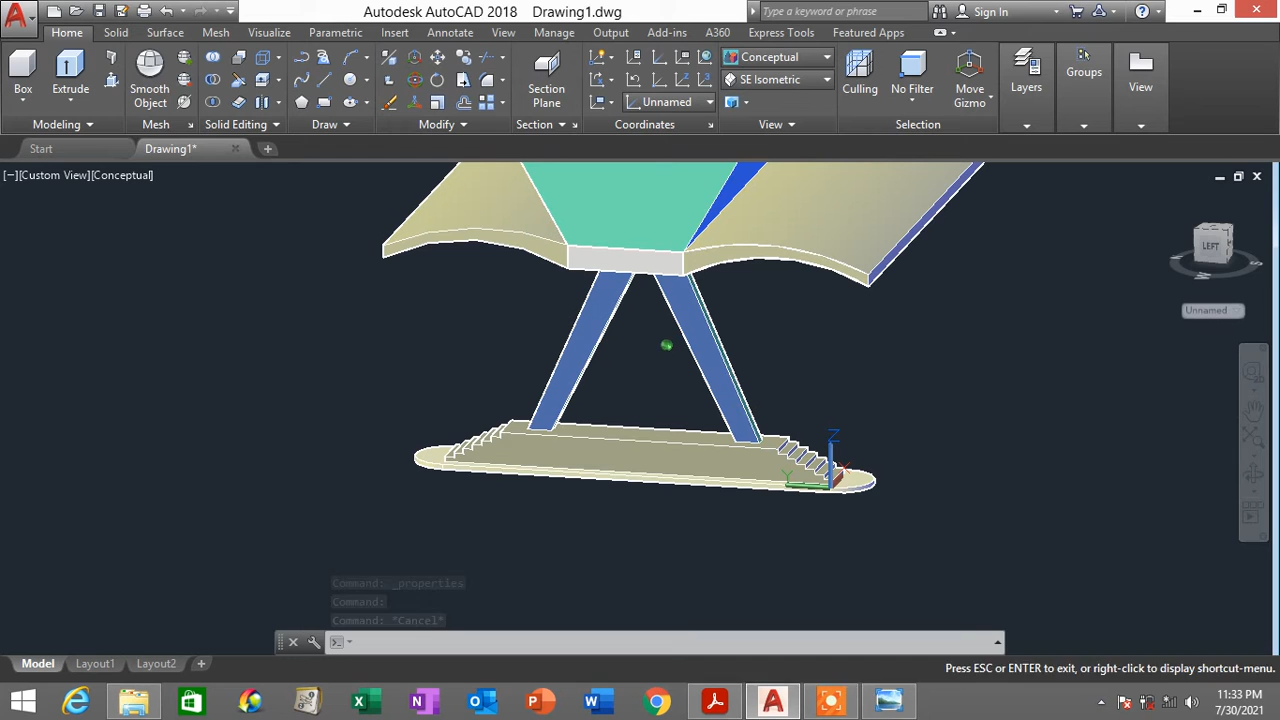 Autodesk AutoCAD 2018 Drawing1.dwg
Type a keyword or phrase
Sign In
Home Solid Surface Mesh Visualize Parametric Insert Annotate View Manage Output Add-ins A360 Express Tools Featured Apps
Box
Extrude
Smooth
Object
Section
Plane
Unnamed
Conceptual
SE Isometric
Culling
No Filter
Move
Gizmo
Layers
Groups
View
Modeling Mesh Solid Editing Draw Modify Section Coordinates View Selection
Start Drawing1*
[−][Custom View][Conceptual]
LEFT
W
S
Unnamed
Z
Y
X
Command: _properties
Command:
Command: *Cancel*
Model Layout1 Layout2
Press ESC or ENTER to exit, or right-click to display shortcut-menu.
11:33 PM
7/30/2021